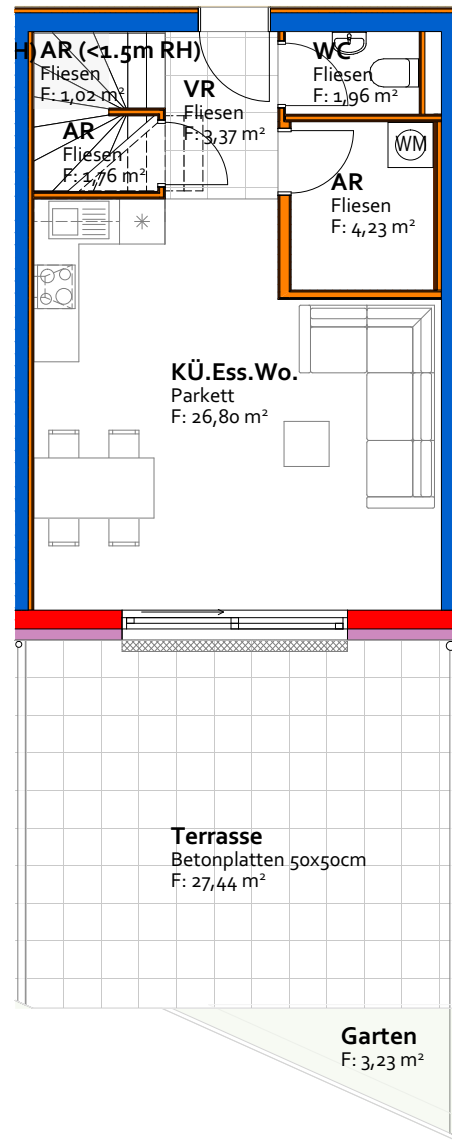 H) AR (<1.5m RH)
Fliesen
F: 1,02 m²
WC
Fliesen
F: 1,96 m²
VR
Fliesen
F: 3,37 m²
AR
Fliesen
F: 1,76 m²
WM
AR
Fliesen
F: 4,23 m²
KÜ.Ess.Wo.
Parkett
F: 26,80 m²
Terrasse
Betonplatten 50x50cm
F: 27,44 m²
Garten
F: 3,23 m²